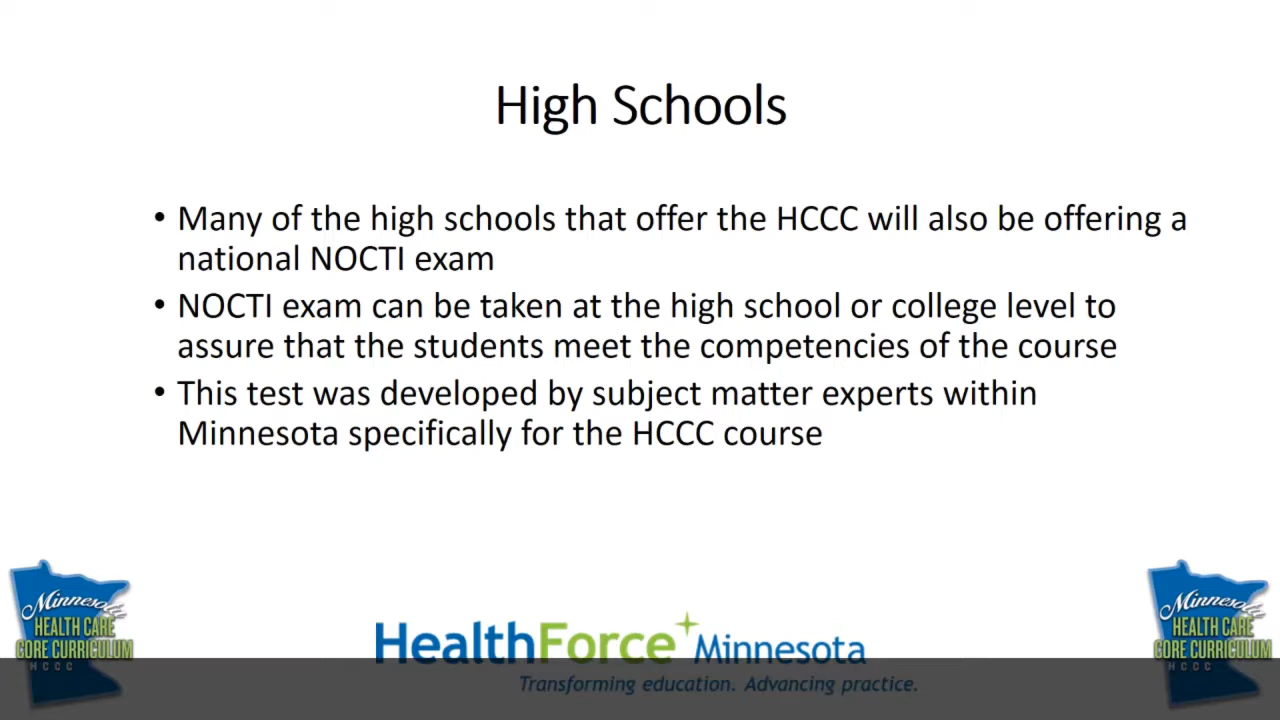 High Schools
• Many of the high schools that offer the HCCC will also be offering a
national NOCTI exam
• NOCTI exam can be taken at the high school or college level to
assure that the students meet the competencies of the course
• This test was developed by subject matter experts within
Minnesota specifically for the HCCC course
Minnesota
HEALTH CARE
CORE CURRICULUM
HCCC
HealthForce Minnesota
Transforming education. Advancing practice.
Minnesota
HEALTH CARE
CORE CURRICULUM
HCCC